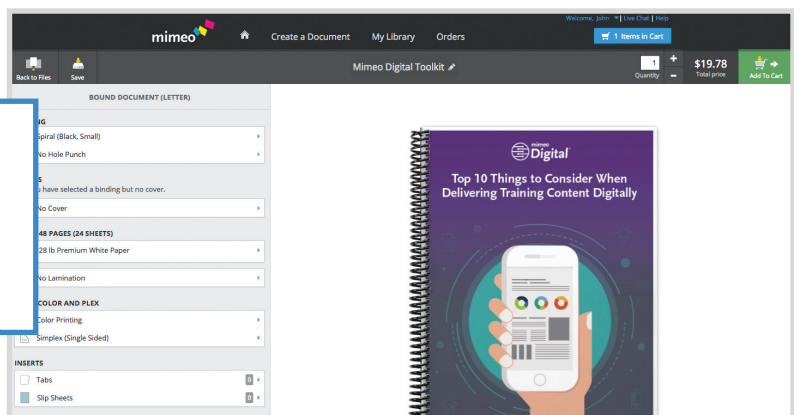 Welcome, John | Live Chat | Help
mimeo
Create a Document My Library Orders
1 Items in Cart
Back to Files Save
Mimeo Digital Toolkit
1 + -
Quantity
$19.78
Total price
Add To Cart
BOUND DOCUMENT (LETTER)
NG
Spiral (Black, Small)
No Hole Punch
S
u have selected a binding but no cover.
No Cover
48 PAGES (24 SHEETS)
28 lb Premium White Paper
No Lamination
COLOR AND PLEX
Color Printing
Simplex (Single Sided)
INSERTS
Tabs 0
Slip Sheets 0
mimeo
Digital
Top 10 Things to Consider When
Delivering Training Content Digitally